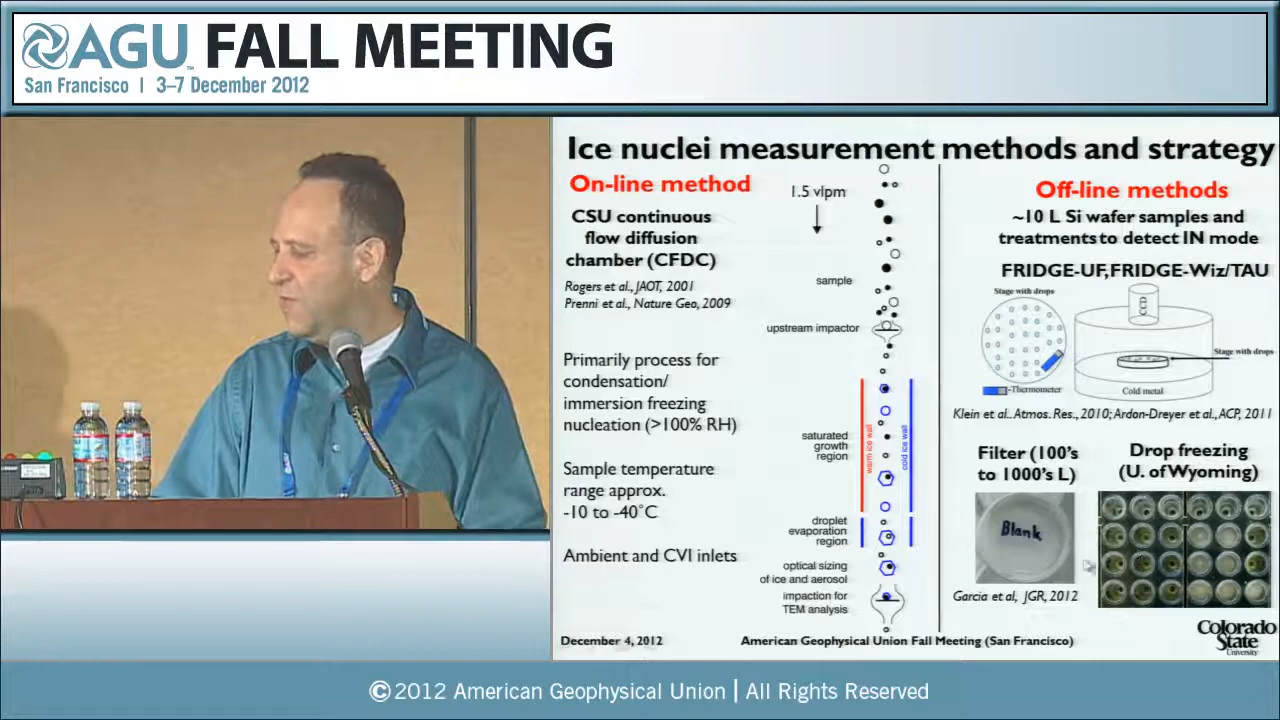 AGU FALL MEETING
San Francisco | 3–7 December 2012
Ice nuclei measurement methods and strategy
On-line method
CSU continuous
flow diffusion
chamber (CFDC)
Rogers et al., JAOT, 2001
Prenni et al., Nature Geo, 2009
Primarily process for
condensation/
immersion freezing
nucleation (>100% RH)
Sample temperature
range approx.
-10 to -40˚C
Ambient and CVI inlets
1.5 vlpm
sample
upstream impactor
saturated
growth
region
warm ice wall
cold ice wall
droplet
evaporation
region
optical sizing
of ice and aerosol
impaction for
TEM analysis
Off-line methods
~10 L Si wafer samples and
treatments to detect IN mode
FRIDGE-UF, FRIDGE-Wiz/TAU
Stage with drops
-Thermometer
Stage with drops
Cold metal
Klein et al. Atmos. Res., 2010; Ardon-Dreyer et al., ACP, 2011
Filter (100's
to 1000's L)
Blank
Garcia et al, JGR, 2012
Drop freezing
(U. of Wyoming)
December 4, 2012
American Geophysical Union Fall Meeting (San Francisco)
Colorado
State
University
©2012 American Geophysical Union | All Rights Reserved